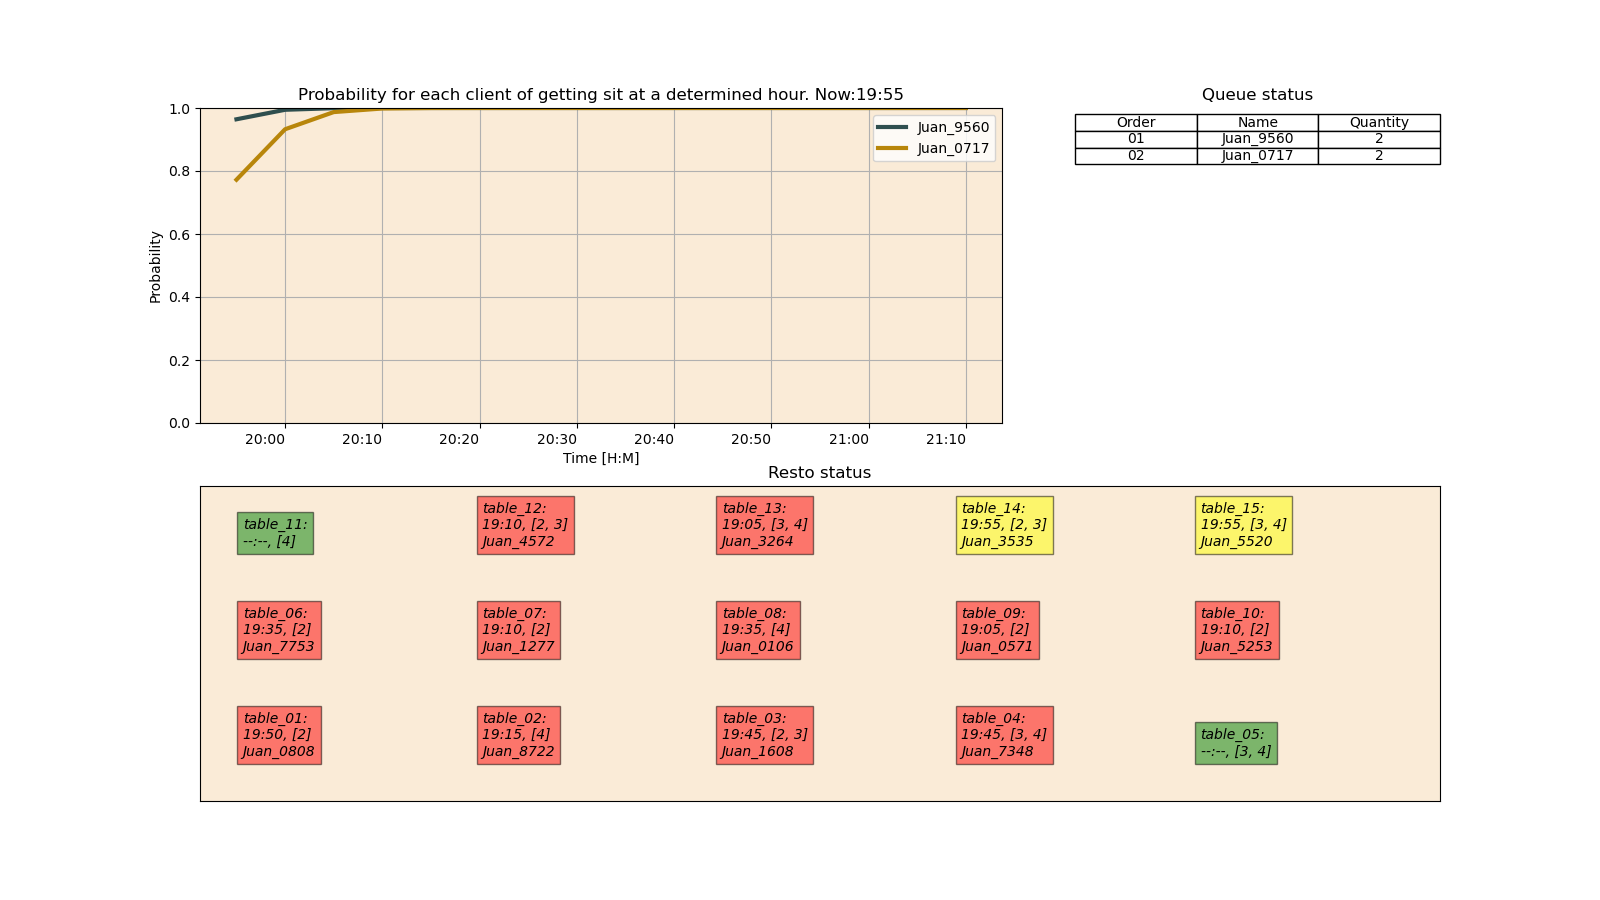 Probability for each client of getting sit at a determined hour. Now:19:55
1.0
0.8
0.6
0.4
0.2
0.0
Probability
Juan_9560
Juan_0717
20:00 20:10 20:20 20:30 20:40 20:50 21:00 21:10
Time [H:M]
Queue status
Order Name Quantity
01 Juan_9560 2
02 Juan_0717 2
Resto status
table_11:
--:--, [4]
table_12:
19:10, [2, 3]
Juan_4572
table_13:
19:05, [3, 4]
Juan_3264
table_14:
19:55, [2, 3]
Juan_3535
table_15:
19:55, [3, 4]
Juan_5520
table_06:
19:35, [2]
Juan_7753
table_07:
19:10, [2]
Juan_1277
table_08:
19:35, [4]
Juan_0106
table_09:
19:05, [2]
Juan_0571
table_10:
19:10, [2]
Juan_5253
table_01:
19:50, [2]
Juan_0808
table_02:
19:15, [4]
Juan_8722
table_03:
19:45, [2, 3]
Juan_1608
table_04:
19:45, [3, 4]
Juan_7348
table_05:
--:--, [3, 4]